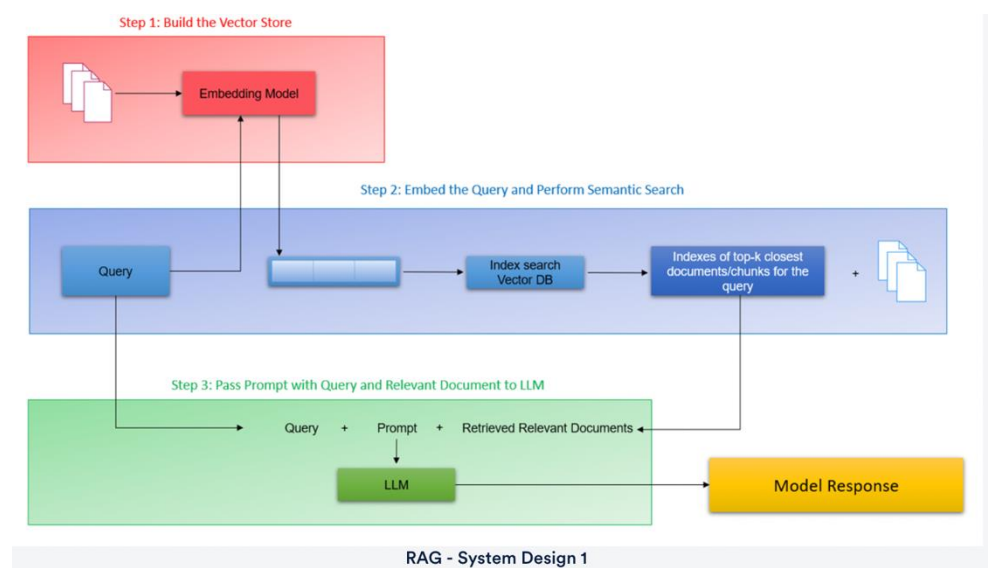 Step 1: Build the Vector Store
Embedding Model
Step 2: Embed the Query and Perform Semantic Search
Query
Index search
Vector DB
Indexes of top-k closest
documents/chunks for the
query
+
Step 3: Pass Prompt with Query and Relevant Document to LLM
Query + Prompt + Retrieved Relevant Documents
LLM
Model Response
RAG - System Design 1